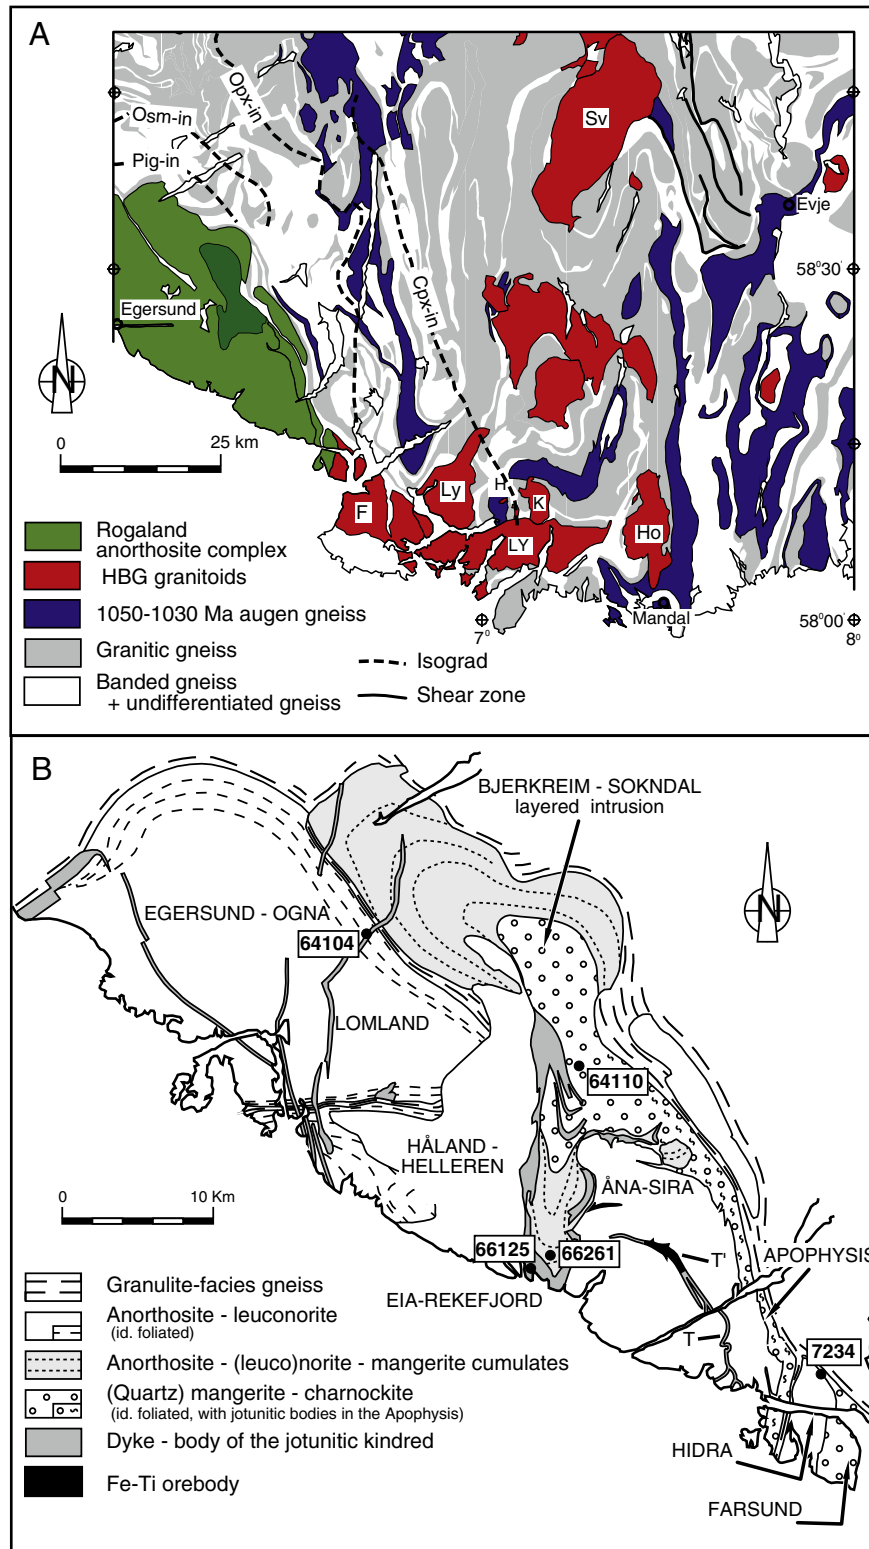 A
Opx-in
Osm-in
Pig-in
Sv
Evje
58°30'
Cpx-in
Egersund
N
0 25 km
Ly
H
K
F
LY
Ho
Mandal
7°
58°00'
8°
Rogaland
anorthosite complex
HBG granitoids
1050-1030 Ma augen gneiss
Granitic gneiss
Banded gneiss
+ undifferentiated gneiss
Isograd
Shear zone
B
BJERKREIM - SOKNDAL
layered intrusion
N
EGERSUND - OGNA
64104
LOMLAND
64110
HÅLAND -
HELLEREN
ÅNA-SIRA
0 10 Km
66125
66261
T'
APOPHYSIS
EIA-REKEFJORD
T
7234
HIDRA
FARSUND
Granulite-facies gneiss
Anorthosite - leuconorite
(id. foliated)
Anorthosite - (leuco)norite - mangerite cumulates
(Quartz) mangerite - charnockite
(id. foliated, with jotunitic bodies in the Apophysis)
Dyke - body of the jotunitic kindred
Fe-Ti orebody